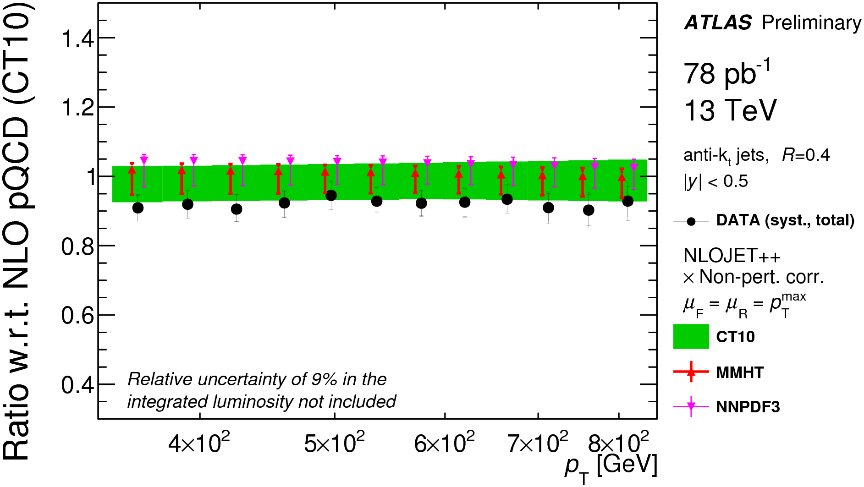 Ratio w.r.t. NLO pQCD (CT10)
1.4
1.2
1
0.8
0.6
0.4
4×10²
5×10²
6×10²
7×10²
8×10²
p_T [GeV]
Relative uncertainty of 9% in the
integrated luminosity not included
ATLAS Preliminary
78 pb⁻¹
13 TeV
anti-k_t jets, R=0.4
|y| < 0.5
DATA (syst., total)
NLOJET++
× Non-pert. corr.
μ_F = μ_R = p_T^max
CT10
MMHT
NNPDF3